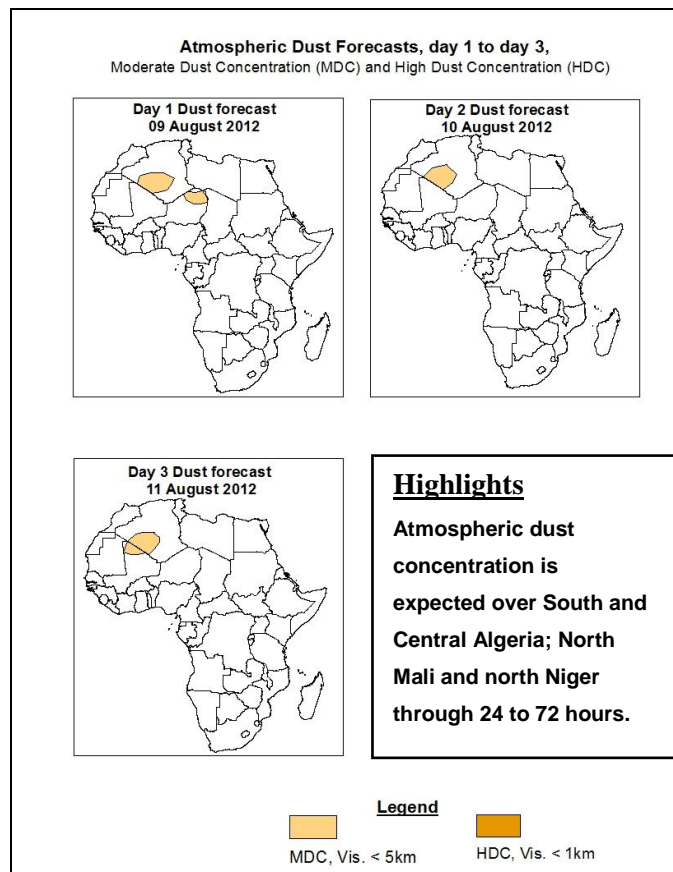 Atmospheric Dust Forecasts, day 1 to day 3,
Moderate Dust Concentration (MDC) and High Dust Concentration (HDC)
Day 1 Dust forecast
09 August 2012
Day 2 Dust forecast
10 August 2012
Day 3 Dust forecast
11 August 2012
Highlights
Atmospheric dust
concentration is
expected over South and
Central Algeria; North
Mali and north Niger
through 24 to 72 hours.
Legend
MDC, Vis. < 5km
HDC, Vis. < 1km